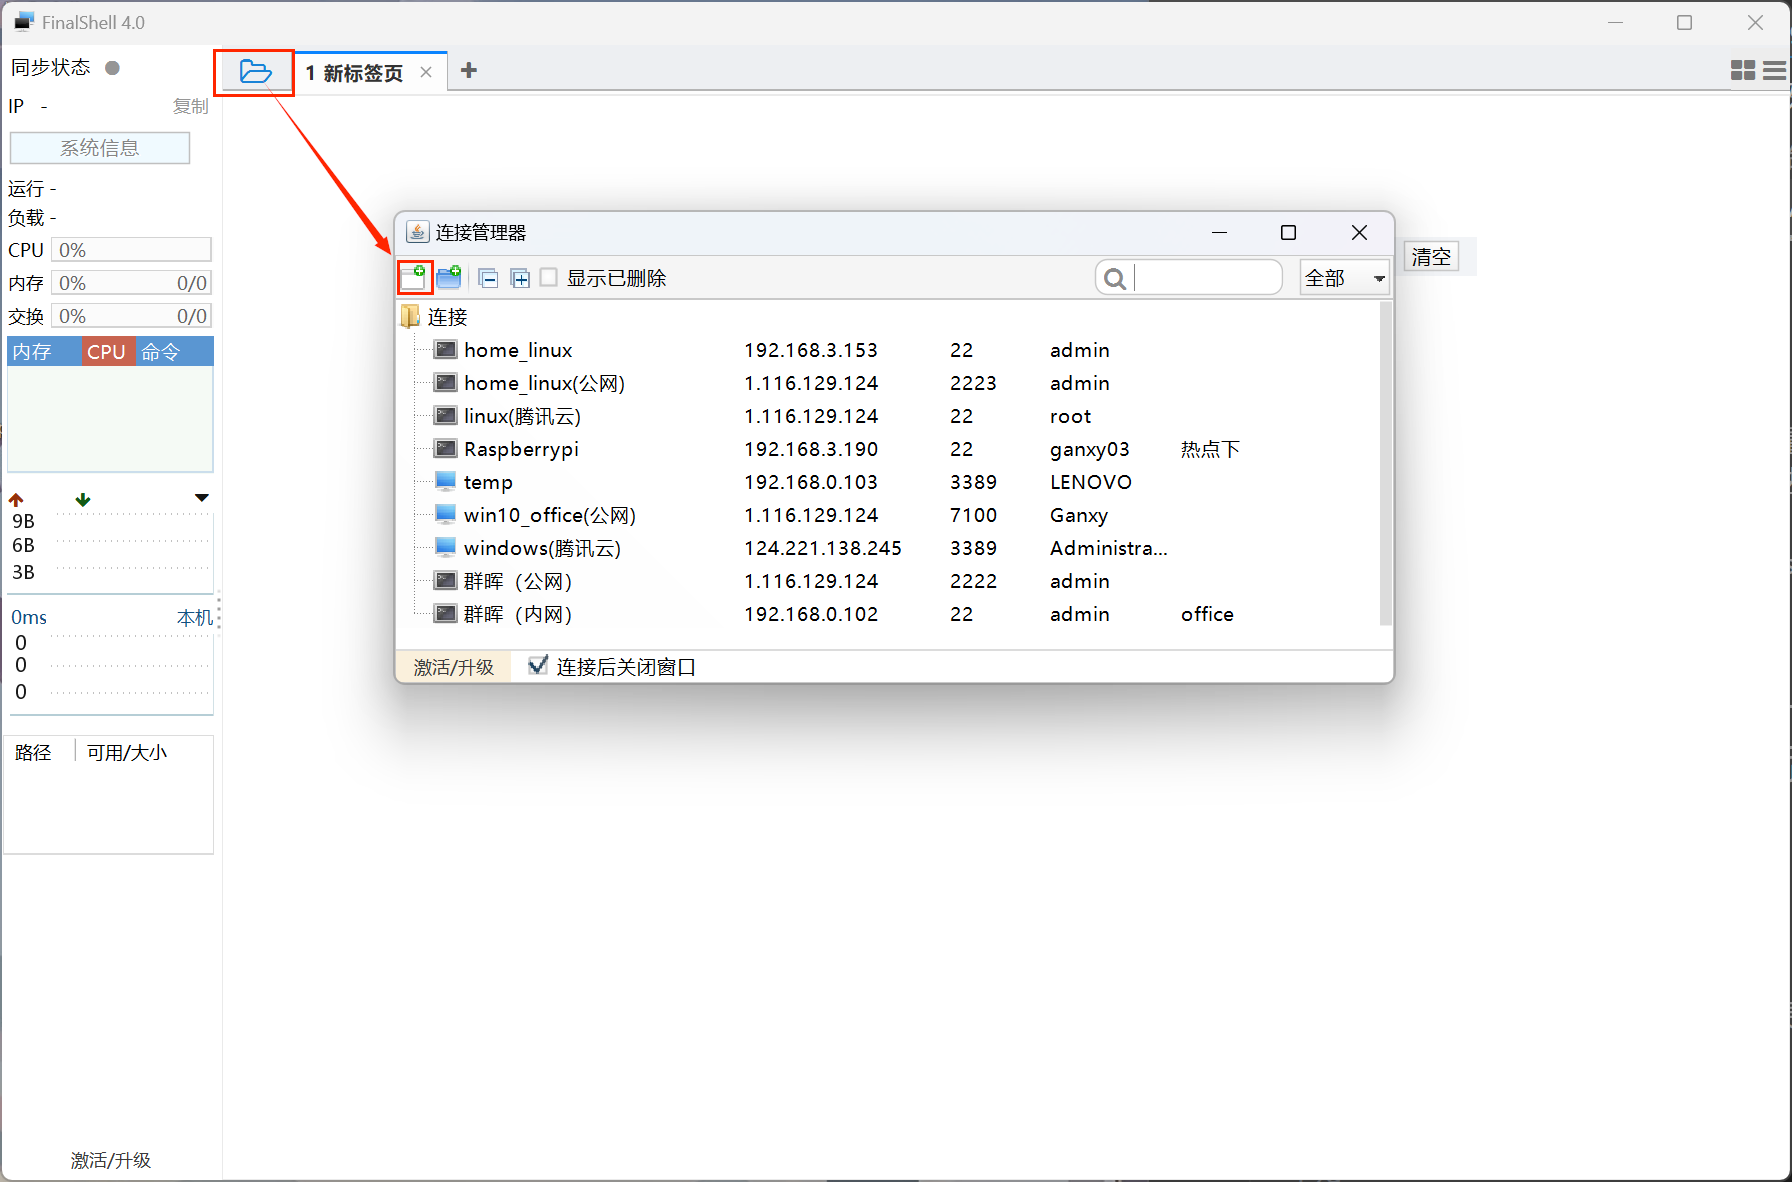 FinalShell 4.0
同步状态
IP -
复制
系统信息
运行 -
负载 -
CPU 0%
内存 0% 0/0
交换 0% 0/0
内存 CPU 命令
9B
6B
3B
0ms 本机
0
0
0
路径 可用/大小
激活/升级
1 新标签页
清空
连接管理器
显示已删除 全部
连接
home_linux 192.168.3.153 22 admin
home_linux(公网) 1.116.129.124 2223 admin
linux(腾讯云) 1.116.129.124 22 root
Raspberrypi 192.168.3.190 22 ganxy03 热点下
temp 192.168.0.103 3389 LENOVO
win10_office(公网) 1.116.129.124 7100 Ganxy
windows(腾讯云) 124.221.138.245 3389 Administra...
群晖（公网） 1.116.129.124 2222 admin
群晖（内网） 192.168.0.102 22 admin office
激活/升级 连接后关闭窗口